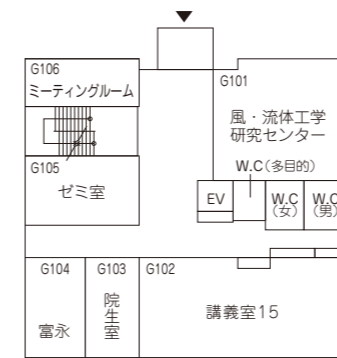 G106
ミーティングルーム
G101
風・流体工学
研究センター
G105
ゼミ室
W.C(多目的)
EV
W.C
(女)
W.C
(男)
G104
富永
G103
院生室
G102
講義室15